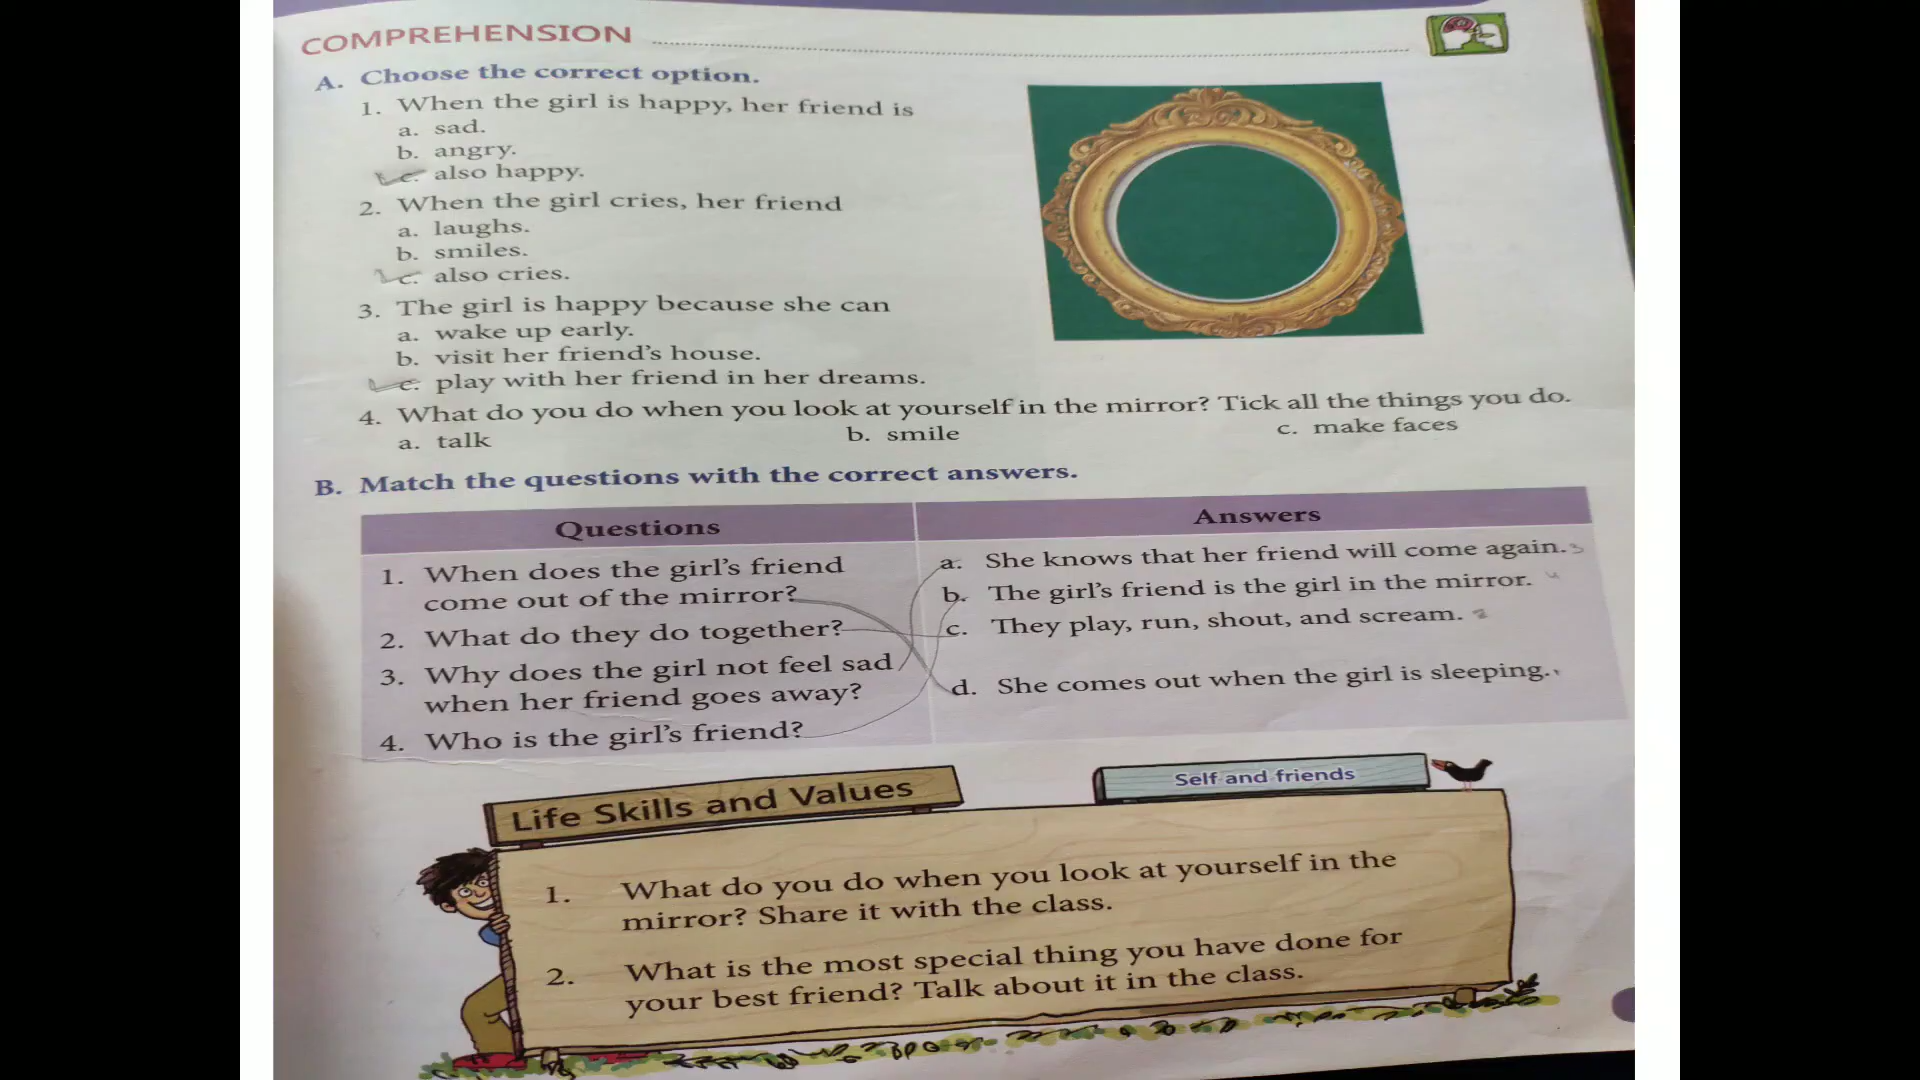 COMPREHENSION
A. Choose the correct option.
1. When the girl is happy, her friend is
a. sad.
b. angry.
c. also happy.
2. When the girl cries, her friend
a. laughs.
b. smiles.
c. also cries.
3. The girl is happy because she can
a. wake up early.
b. visit her friend's house.
c. play with her friend in her dreams.
4. What do you do when you look at yourself in the mirror? Tick all the things you do.
a. talk b. smile c. make faces
B. Match the questions with the correct answers.
Questions Answers
1. When does the girl's friend
come out of the mirror?
2. What do they do together?
3. Why does the girl not feel sad
when her friend goes away?
4. Who is the girl's friend?
a. She knows that her friend will come again. 3
b. The girl's friend is the girl in the mirror. 4
c. They play, run, shout, and scream. 2
d. She comes out when the girl is sleeping. 1
Life Skills and Values
Self and friends
1. What do you do when you look at yourself in the
mirror? Share it with the class.
2. What is the most special thing you have done for
your best friend? Talk about it in the class.